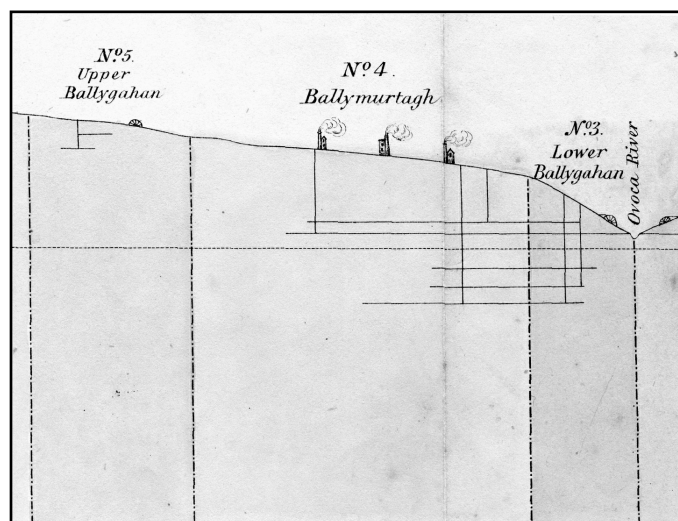 No. 5.
Upper
Ballygahan
No. 4.
Ballymurtagh
No. 3.
Lower
Ballygahan
Ovoca River